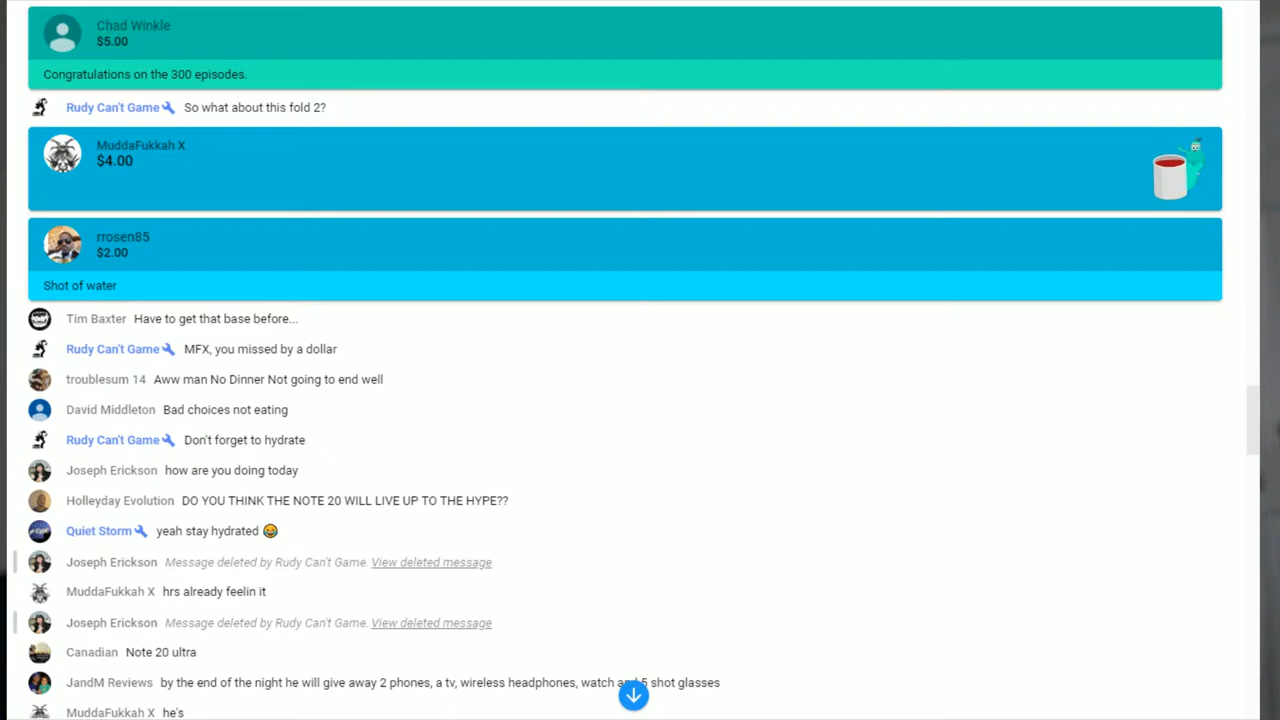 Chad Winkle
$5.00
Congratulations on the 300 episodes.
Rudy Can't Game So what about this fold 2?
MuddaFukkah X
$4.00
rrosen85
$2.00
Shot of water
Tim Baxter Have to get that base before...
Rudy Can't Game MFX, you missed by a dollar
troublesum 14 Aww man No Dinner Not going to end well
David Middleton Bad choices not eating
Rudy Can't Game Don't forget to hydrate
Joseph Erickson how are you doing today
Holleyday Evolution DO YOU THINK THE NOTE 20 WILL LIVE UP TO THE HYPE??
Quiet Storm yeah stay hydrated 😂
Joseph Erickson Message deleted by Rudy Can't Game. View deleted message
MuddaFukkah X hrs already feelin it
Joseph Erickson Message deleted by Rudy Can't Game. View deleted message
Canadian Note 20 ultra
JandM Reviews by the end of the night he will give away 2 phones, a tv, wireless headphones, watch and 5 shot glasses
MuddaFukkah X he's